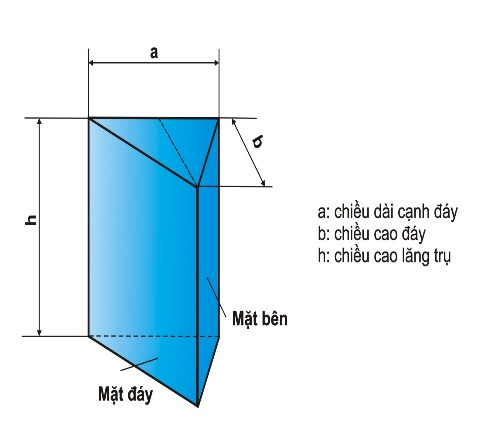 a
b
h
a: chiều dài cạnh đáy
b: chiều cao đáy
h: chiều cao lăng trụ
Mặt bên
Mặt đáy